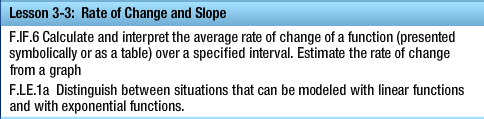 Lesson 3-3: Rate of Change and Slope
F.IF.6 Calculate and interpret the average rate of change of a function (presented
symbolically or as a table) over a specified interval. Estimate the rate of change
from a graph
F.LE.1a Distinguish between situations that can be modeled with linear functions
and with exponential functions.